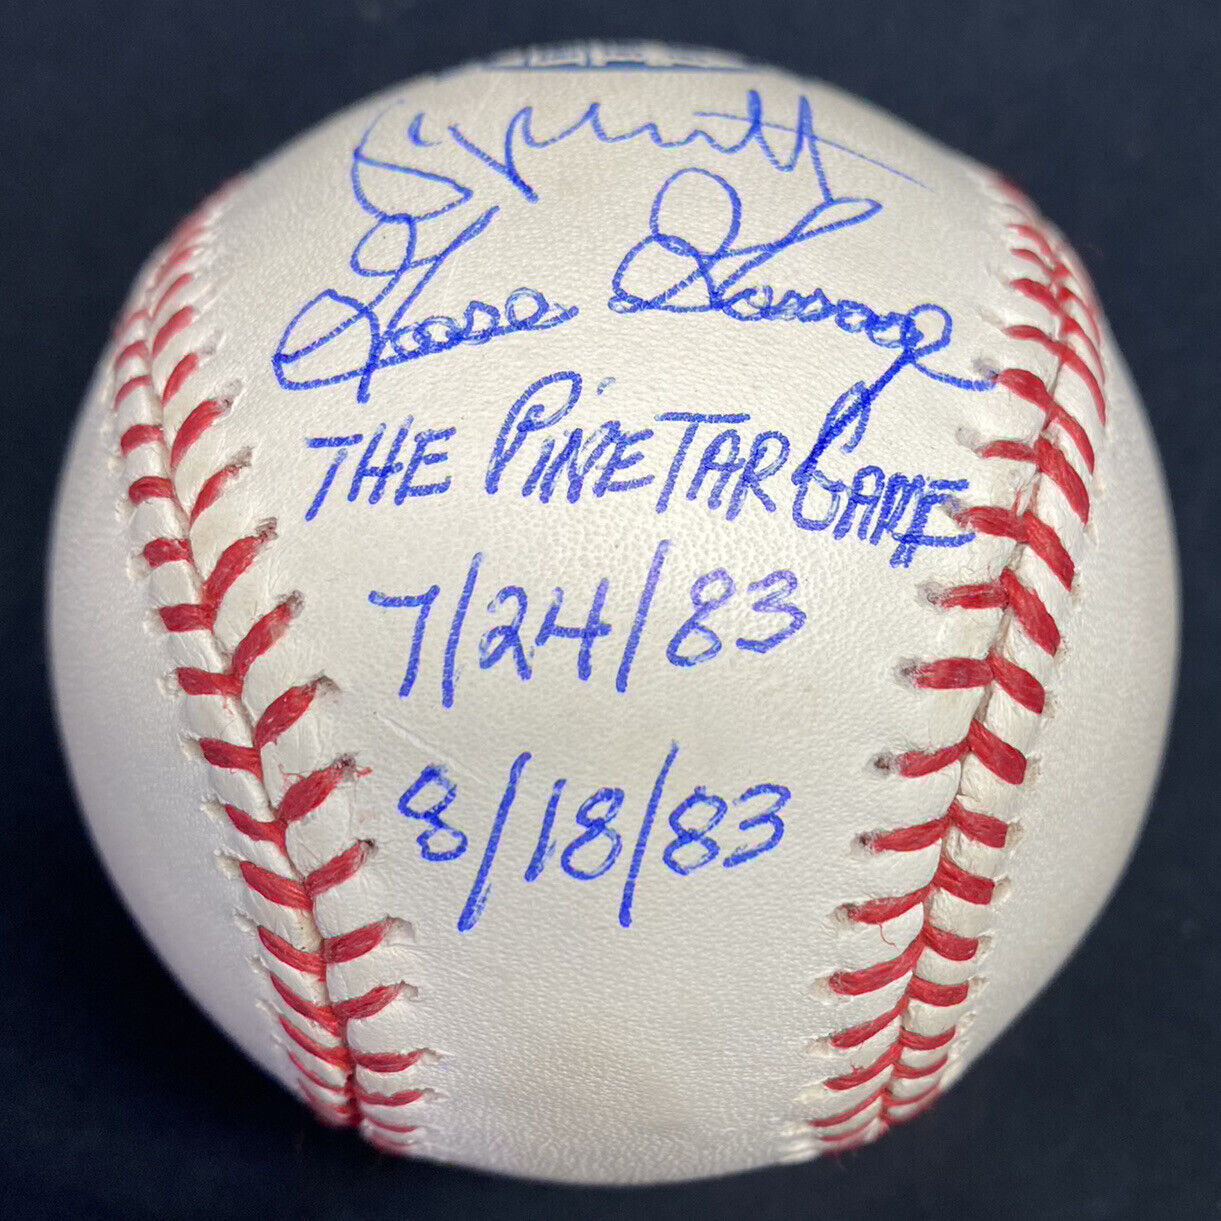 Goose Gossage
THE PINE TAR GAME
7/24/83
8/18/83